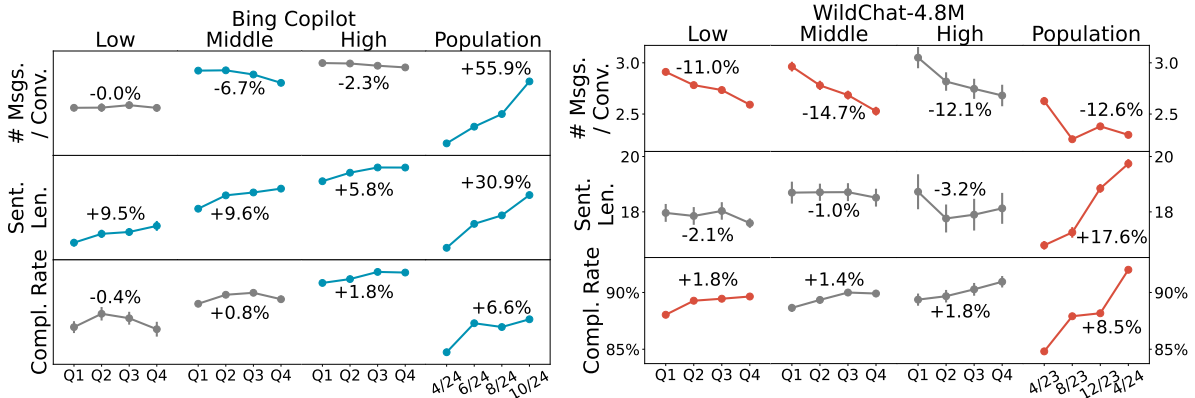 Bing Copilot
Low Middle High Population
# Msgs.
/ Conv.
-0.0% -6.7% -2.3% +55.9%
Sent.
Len.
+9.5% +9.6% +5.8% +30.9%
Compl. Rate
-0.4% +0.8% +1.8% +6.6%
Q1 Q2 Q3 Q4 Q1 Q2 Q3 Q4 Q1 Q2 Q3 Q4 4/24 6/24 8/24 10/24
WildChat-4.8M
Low Middle High Population
# Msgs.
/ Conv.
3.0
2.5
-11.0% -14.7% -12.1% -12.6%
3.0
2.5
Sent.
Len.
20
18
-2.1% -1.0% -3.2% +17.6%
20
18
Compl. Rate
90%
85%
+1.8% +1.4% +1.8% +8.5%
90%
85%
Q1 Q2 Q3 Q4 Q1 Q2 Q3 Q4 Q1 Q2 Q3 Q4 4/23 8/23 12/23 4/24